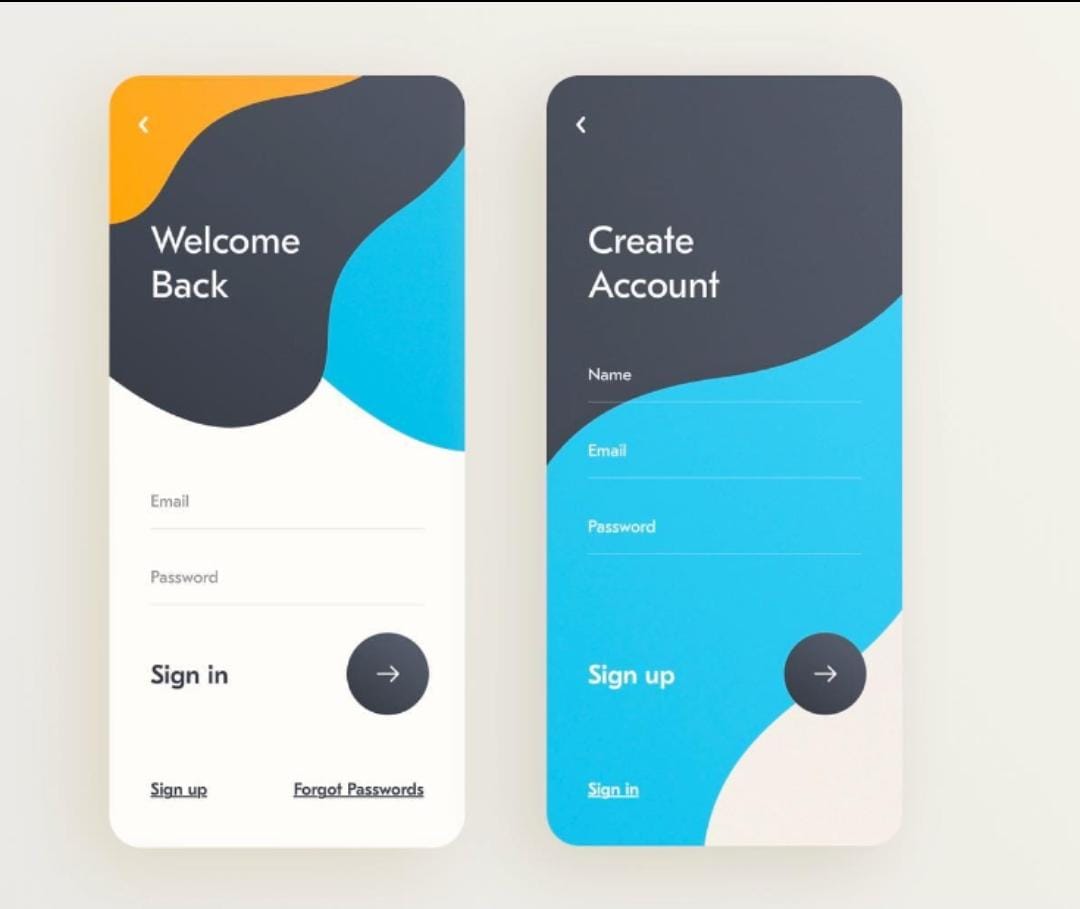 Welcome
Back
Email
Password
Sign in
Sign up
Forgot Passwords
Create
Account
Name
Email
Password
Sign up
Sign in